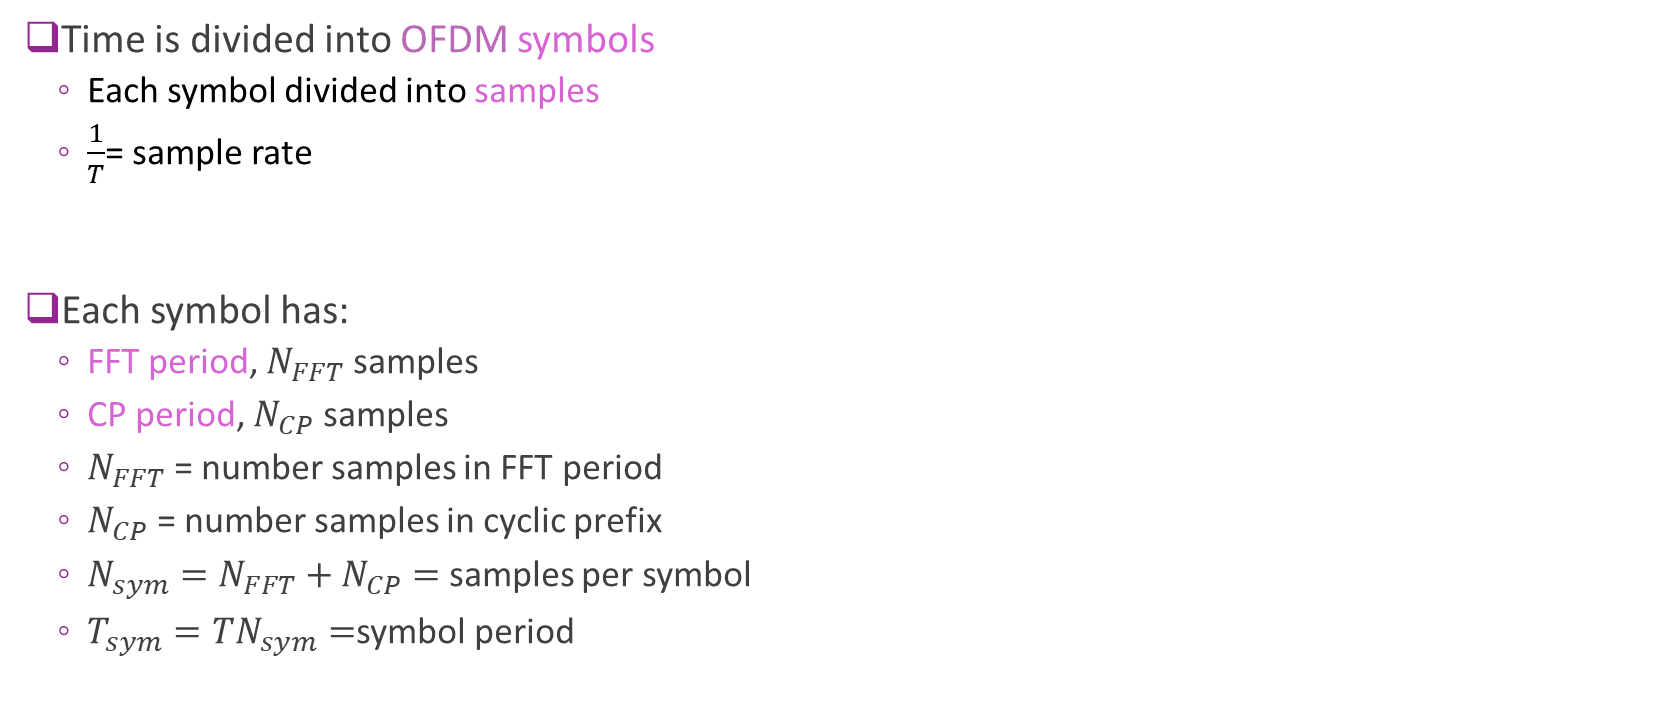 ❑Time is divided into OFDM symbols
◦ Each symbol divided into samples
◦ 1/T= sample rate
❑Each symbol has:
◦ FFT period, N_FFT samples
◦ CP period, N_CP samples
◦ N_FFT = number samples in FFT period
◦ N_CP = number samples in cyclic prefix
◦ N_sym = N_FFT + N_CP = samples per symbol
◦ T_sym = TN_sym =symbol period